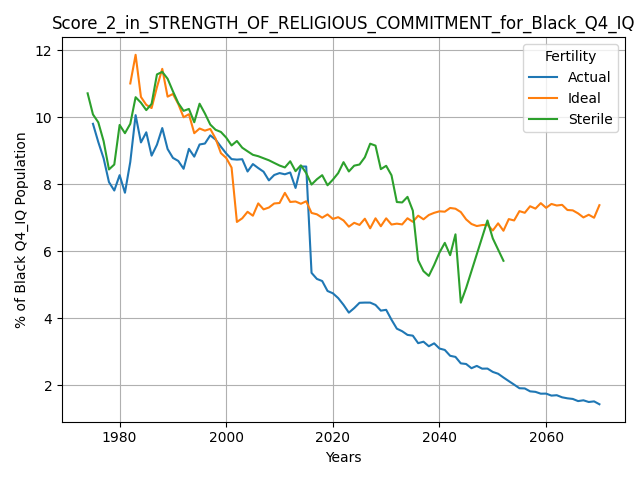 Score_2_in_STRENGTH_OF_RELIGIOUS_COMMITMENT_for_Black_Q4_IQ
Fertility
Actual
Ideal
Sterile
% of Black Q4_IQ Population
12
10
8
6
4
2
1980
2000
2020
2040
2060
Years